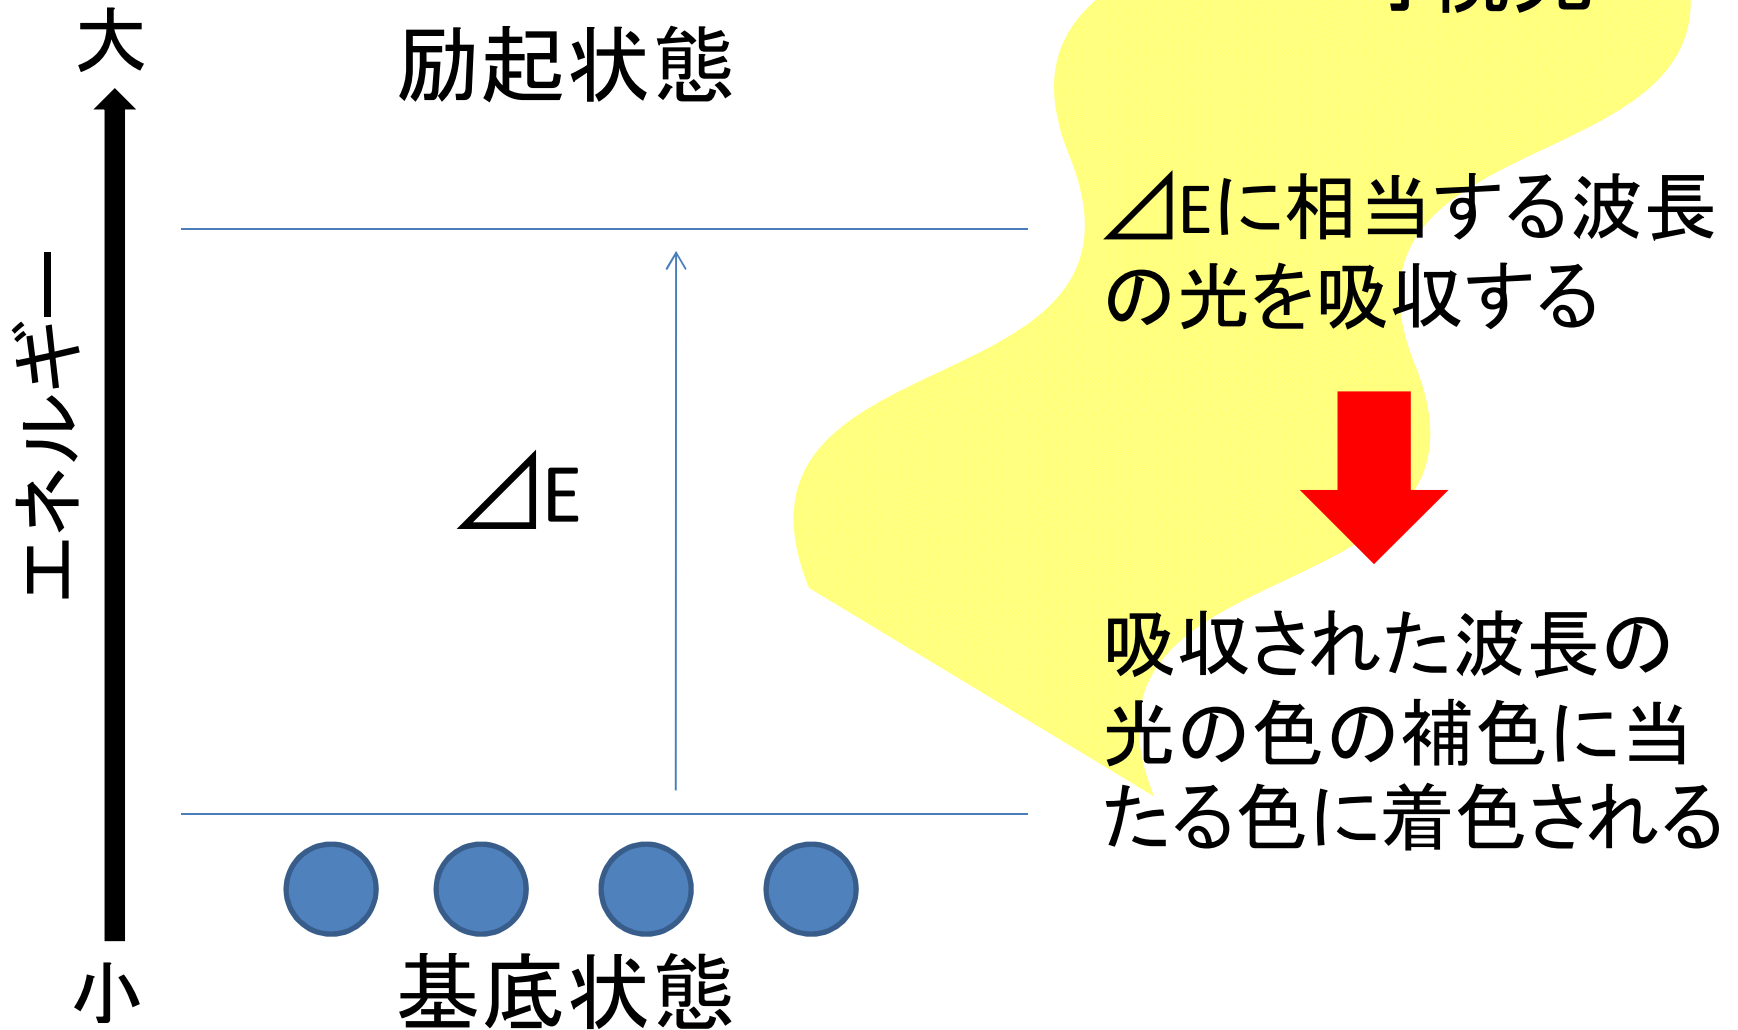 大
励起状態
エネルギー
⊿Eに相当する波長
の光を吸収する
⊿E
吸収された波長の
光の色の補色に当
たる色に着色される
小
基底状態